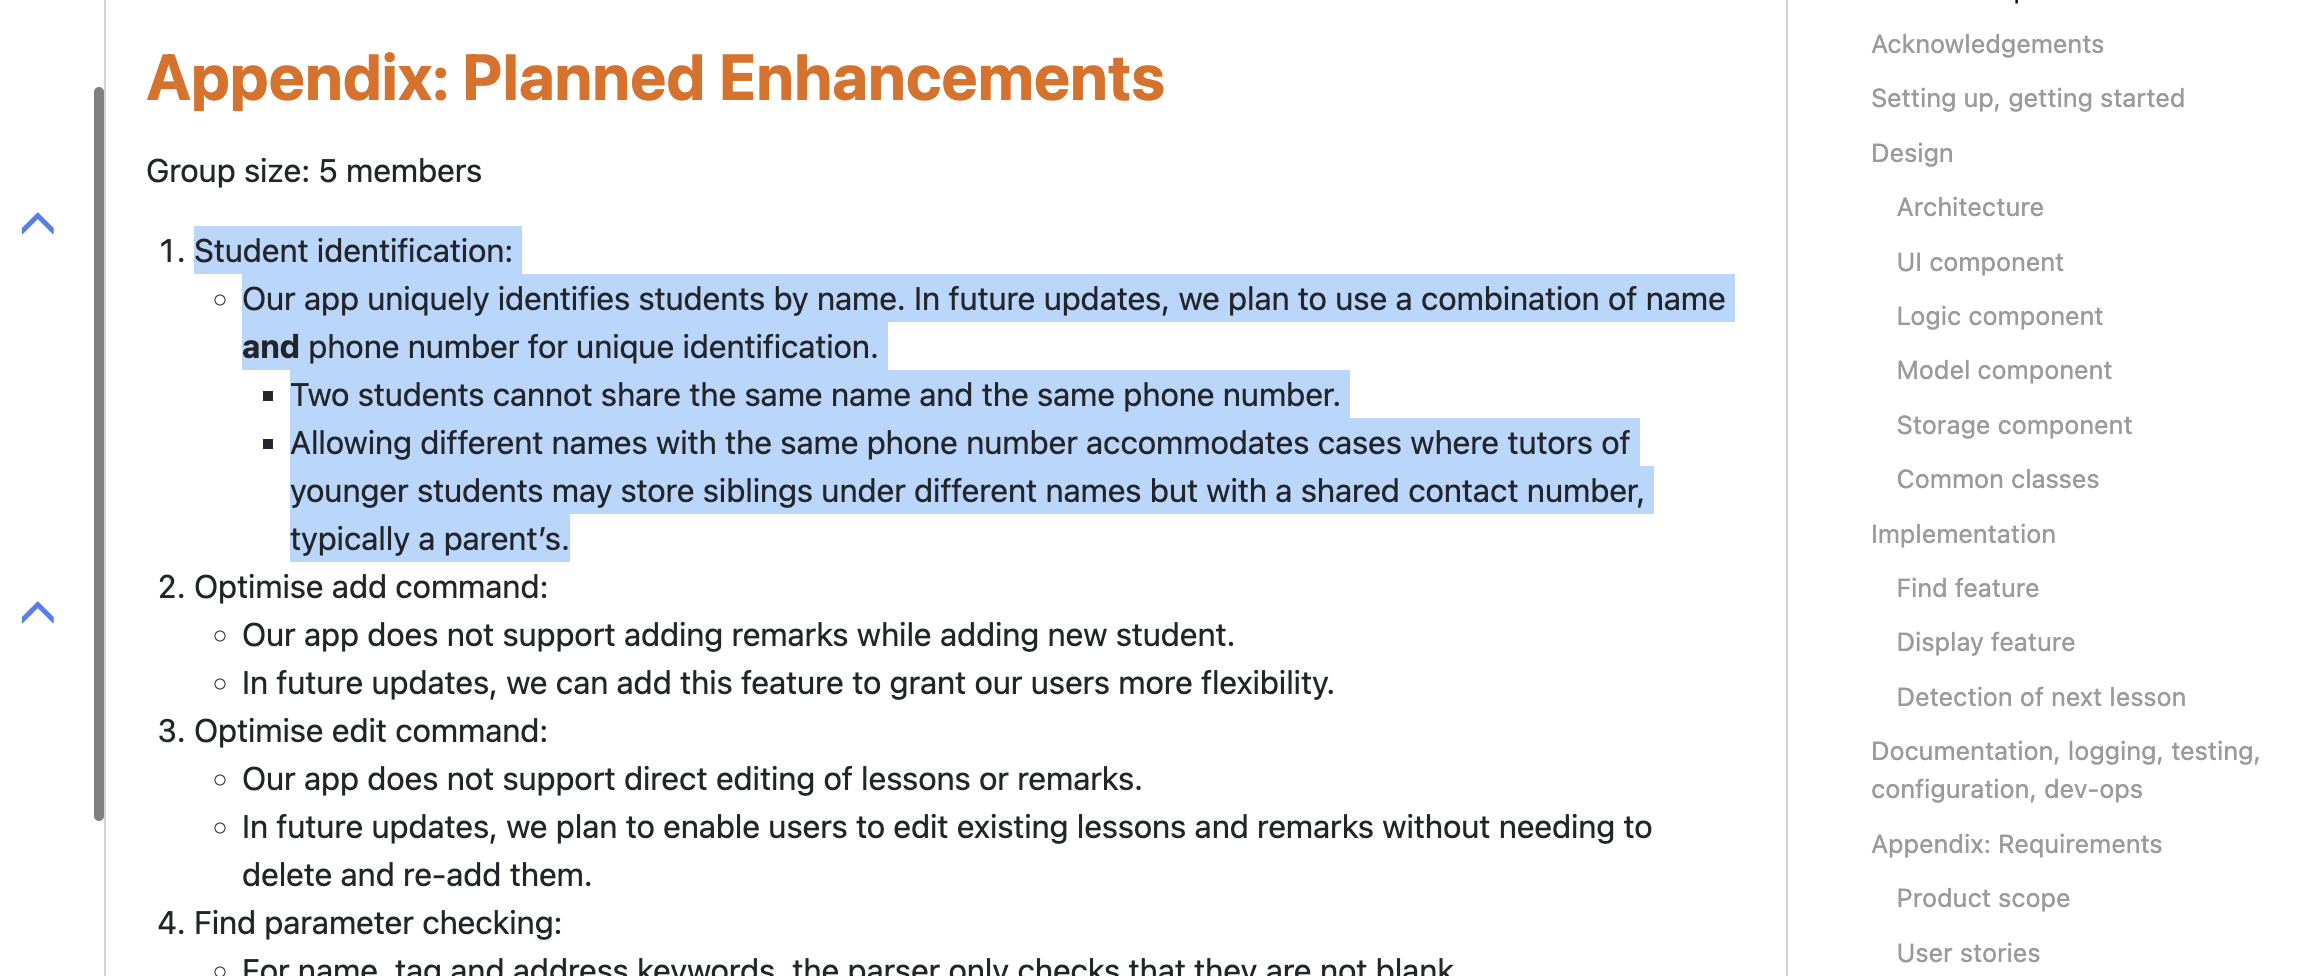 Appendix: Planned Enhancements
Group size: 5 members
1. Student identification:
Our app uniquely identifies students by name. In future updates, we plan to use a combination of name
and phone number for unique identification.
Two students cannot share the same name and the same phone number.
Allowing different names with the same phone number accommodates cases where tutors of
younger students may store siblings under different names but with a shared contact number,
typically a parent’s.
2. Optimise add command:
Our app does not support adding remarks while adding new student.
In future updates, we can add this feature to grant our users more flexibility.
3. Optimise edit command:
Our app does not support direct editing of lessons or remarks.
In future updates, we plan to enable users to edit existing lessons and remarks without needing to
delete and re-add them.
4. Find parameter checking:
For name, tag and address keywords, the parser only checks that they are not blank
Acknowledgements
Setting up, getting started
Design
Architecture
UI component
Logic component
Model component
Storage component
Common classes
Implementation
Find feature
Display feature
Detection of next lesson
Documentation, logging, testing,
configuration, dev-ops
Appendix: Requirements
Product scope
User stories